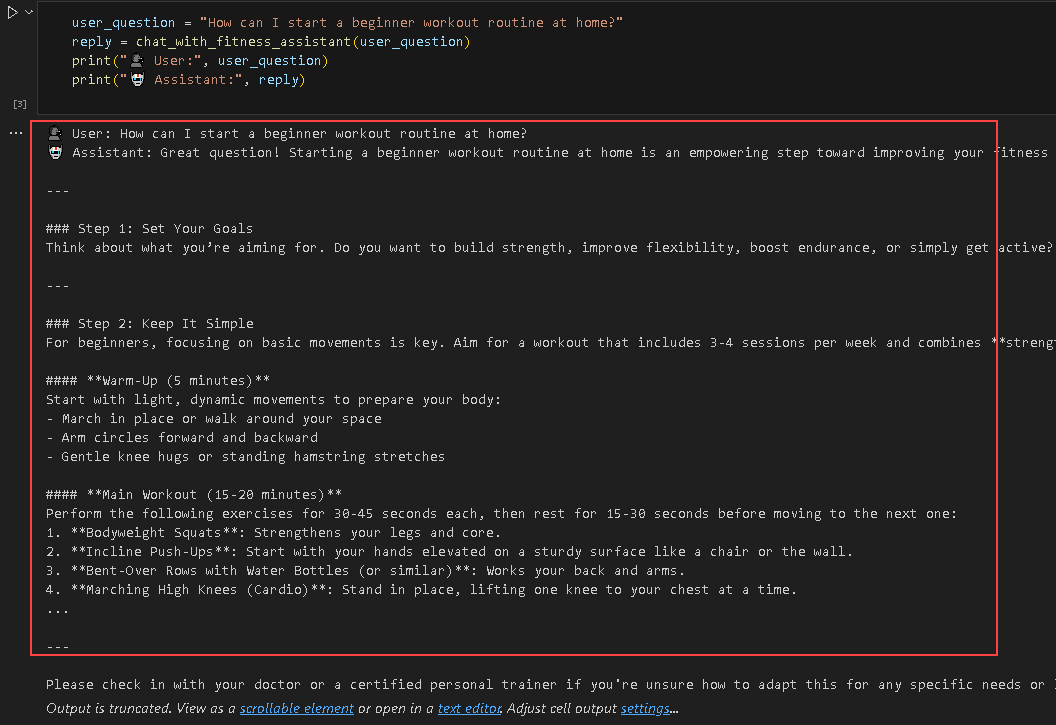 user_question = "How can I start a beginner workout routine at home?"
reply = chat_with_fitness_assistant(user_question)
print("👤 User:", user_question)
print("🤖 Assistant:", reply)
[3]
...
👤 User: How can I start a beginner workout routine at home?
🤖 Assistant: Great question! Starting a beginner workout routine at home is an empowering step toward improving your fitness
---
### Step 1: Set Your Goals
Think about what you’re aiming for. Do you want to build strength, improve flexibility, boost endurance, or simply get active?
---
### Step 2: Keep It Simple
For beginners, focusing on basic movements is key. Aim for a workout that includes 3-4 sessions per week and combines **streng
#### **Warm-Up (5 minutes)**
Start with light, dynamic movements to prepare your body:
- March in place or walk around your space
- Arm circles forward and backward
- Gentle knee hugs or standing hamstring stretches
#### **Main Workout (15-20 minutes)**
Perform the following exercises for 30-45 seconds each, then rest for 15-30 seconds before moving to the next one:
1. **Bodyweight Squats**: Strengthens your legs and core.
2. **Incline Push-Ups**: Start with your hands elevated on a sturdy surface like a chair or the wall.
3. **Bent-Over Rows with Water Bottles (or similar)**: Works your back and arms.
4. **Marching High Knees (Cardio)**: Stand in place, lifting one knee to your chest at a time.
...
---
Please check in with your doctor or a certified personal trainer if you're unsure how to adapt this for any specific needs or
Output is truncated. View as a scrollable element or open in a text editor. Adjust cell output settings...